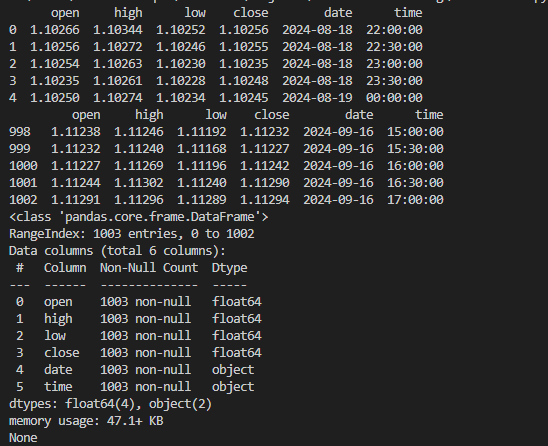 open high low close date time
0 1.10266 1.10344 1.10252 1.10256 2024-08-18 22:00:00
1 1.10256 1.10272 1.10246 1.10255 2024-08-18 22:30:00
2 1.10254 1.10263 1.10230 1.10235 2024-08-18 23:00:00
3 1.10235 1.10261 1.10228 1.10248 2024-08-18 23:30:00
4 1.10250 1.10274 1.10234 1.10245 2024-08-19 00:00:00
open high low close date time
998 1.11238 1.11246 1.11192 1.11232 2024-09-16 15:00:00
999 1.11232 1.11240 1.11168 1.11227 2024-09-16 15:30:00
1000 1.11227 1.11269 1.11196 1.11242 2024-09-16 16:00:00
1001 1.11244 1.11302 1.11240 1.11290 2024-09-16 16:30:00
1002 1.11291 1.11296 1.11289 1.11294 2024-09-16 17:00:00
<class 'pandas.core.frame.DataFrame'>
RangeIndex: 1003 entries, 0 to 1002
Data columns (total 6 columns):
# Column Non-Null Count Dtype
--- ------ -------------- -----
0 open 1003 non-null float64
1 high 1003 non-null float64
2 low 1003 non-null float64
3 close 1003 non-null float64
4 date 1003 non-null object
5 time 1003 non-null object
dtypes: float64(4), object(2)
memory usage: 47.1+ KB
None